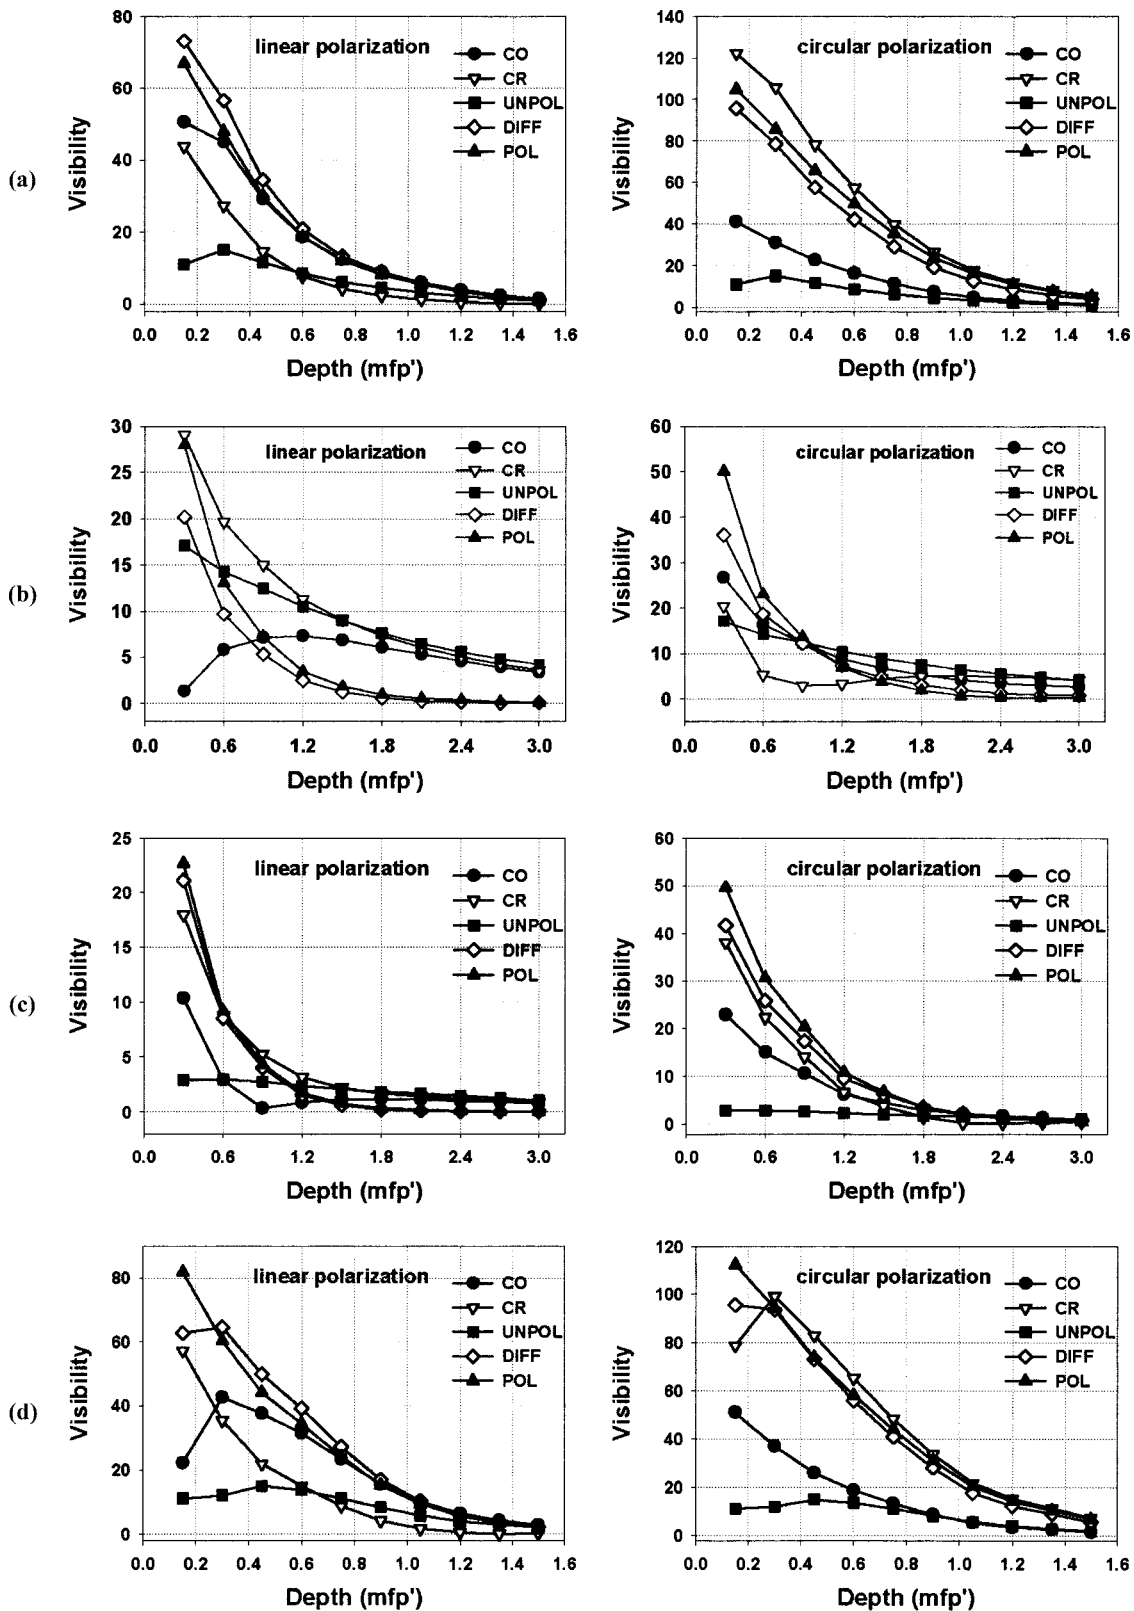 (a)
linear polarization
CO
CR
UNPOL
DIFF
POL
Visibility
80
60
40
20
0
0.0 0.2 0.4 0.6 0.8 1.0 1.2 1.4 1.6
Depth (mfp')
circular polarization
CO
CR
UNPOL
DIFF
POL
Visibility
140
120
100
80
60
40
20
0
0.0 0.2 0.4 0.6 0.8 1.0 1.2 1.4 1.6
Depth (mfp')
(b)
linear polarization
CO
CR
UNPOL
DIFF
POL
Visibility
30
25
20
15
10
5
0
0.0 0.6 1.2 1.8 2.4 3.0
Depth (mfp')
circular polarization
CO
CR
UNPOL
DIFF
POL
Visibility
60
50
40
30
20
10
0
0.0 0.6 1.2 1.8 2.4 3.0
Depth (mfp')
(c)
linear polarization
CO
CR
UNPOL
DIFF
POL
Visibility
25
20
15
10
5
0
0.0 0.6 1.2 1.8 2.4 3.0
Depth (mfp')
circular polarization
CO
CR
UNPOL
DIFF
POL
Visibility
60
50
40
30
20
10
0
0.0 0.6 1.2 1.8 2.4 3.0
Depth (mfp')
(d)
linear polarization
CO
CR
UNPOL
DIFF
POL
Visibility
80
60
40
20
0
0.0 0.2 0.4 0.6 0.8 1.0 1.2 1.4 1.6
Depth (mfp')
circular polarization
CO
CR
UNPOL
DIFF
POL
Visibility
120
100
80
60
40
20
0
0.0 0.2 0.4 0.6 0.8 1.0 1.2 1.4 1.6
Depth (mfp')